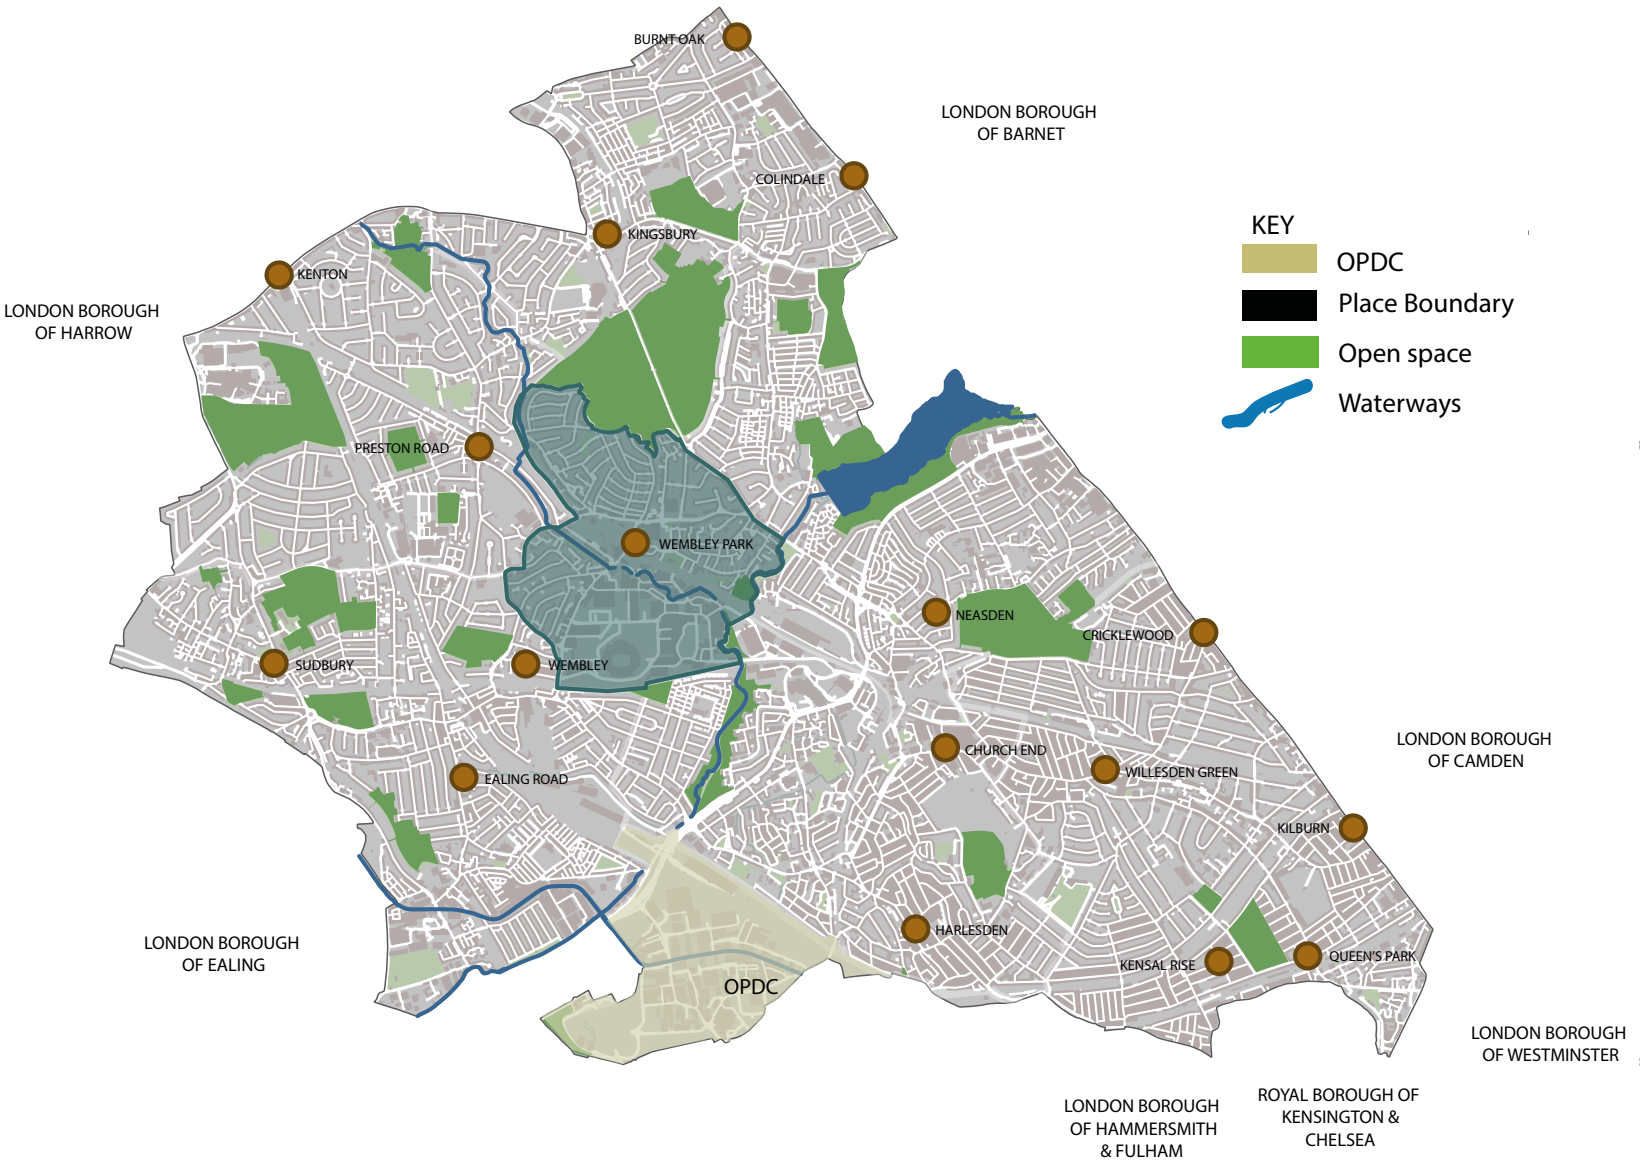 BURNT OAK
LONDON BOROUGH
OF BARNET
COLINDALE
KEY
OPDC
Place Boundary
Open space
Waterways
KINGSBURY
KENTON
LONDON BOROUGH
OF HARROW
PRESTON ROAD
WEMBLEY PARK
NEASDEN
CRICKLEWOOD
SUDBURY
WEMBLEY
CHURCH END
WILLESDEN GREEN
LONDON BOROUGH
OF CAMDEN
EALING ROAD
KILBURN
HARLESDEN
LONDON BOROUGH
OF EALING
KENSAL RISE
QUEEN'S PARK
OPDC
LONDON BOROUGH
OF WESTMINSTER
LONDON BOROUGH
OF HAMMERSMITH
& FULHAM
ROYAL BOROUGH OF
KENSINGTON &
CHELSEA